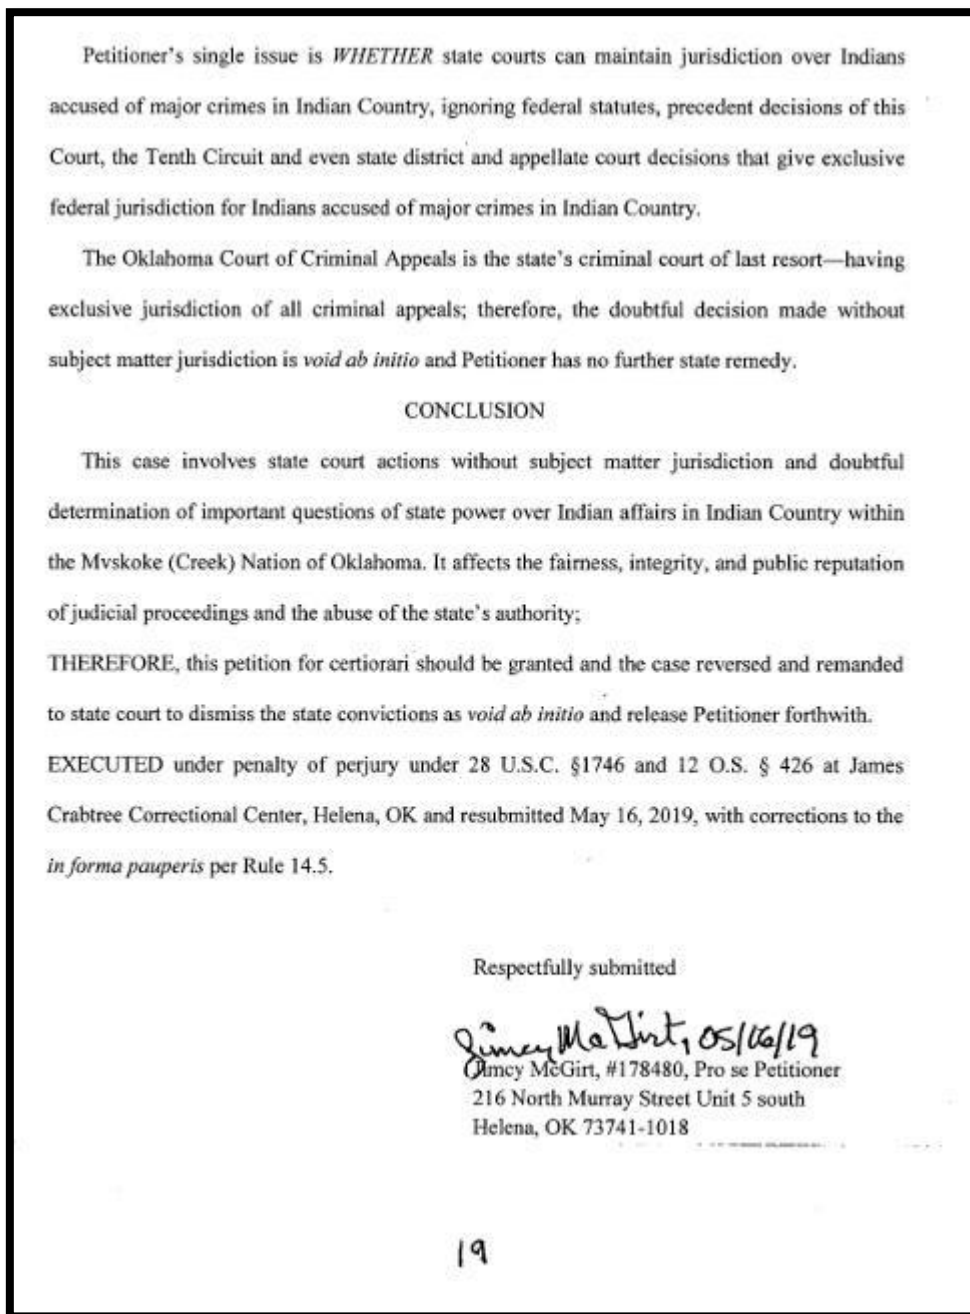 Petitioner's single issue is WHETHER state courts can maintain jurisdiction over Indians
accused of major crimes in Indian Country, ignoring federal statutes, precedent decisions of this
Court, the Tenth Circuit and even state district and appellate court decisions that give exclusive
federal jurisdiction for Indians accused of major crimes in Indian Country.
The Oklahoma Court of Criminal Appeals is the state's criminal court of last resort—having
exclusive jurisdiction of all criminal appeals; therefore, the doubtful decision made without
subject matter jurisdiction is void ab initio and Petitioner has no further state remedy.
CONCLUSION
This case involves state court actions without subject matter jurisdiction and doubtful
determination of important questions of state power over Indian affairs in Indian Country within
the Mvskoke (Creek) Nation of Oklahoma. It affects the fairness, integrity, and public reputation
of judicial proceedings and the abuse of the state's authority;
THEREFORE, this petition for certiorari should be granted and the case reversed and remanded
to state court to dismiss the state convictions as void ab initio and release Petitioner forthwith.
EXECUTED under penalty of perjury under 28 U.S.C. §1746 and 12 O.S. § 426 at James
Crabtree Correctional Center, Helena, OK and resubmitted May 16, 2019, with corrections to the
in forma pauperis per Rule 14.5.
Respectfully submitted
Jimcy McGirt, 05/16/19
Jimcy McGirt, #178480, Pro se Petitioner
216 North Murray Street Unit 5 south
Helena, OK 73741-1018
19